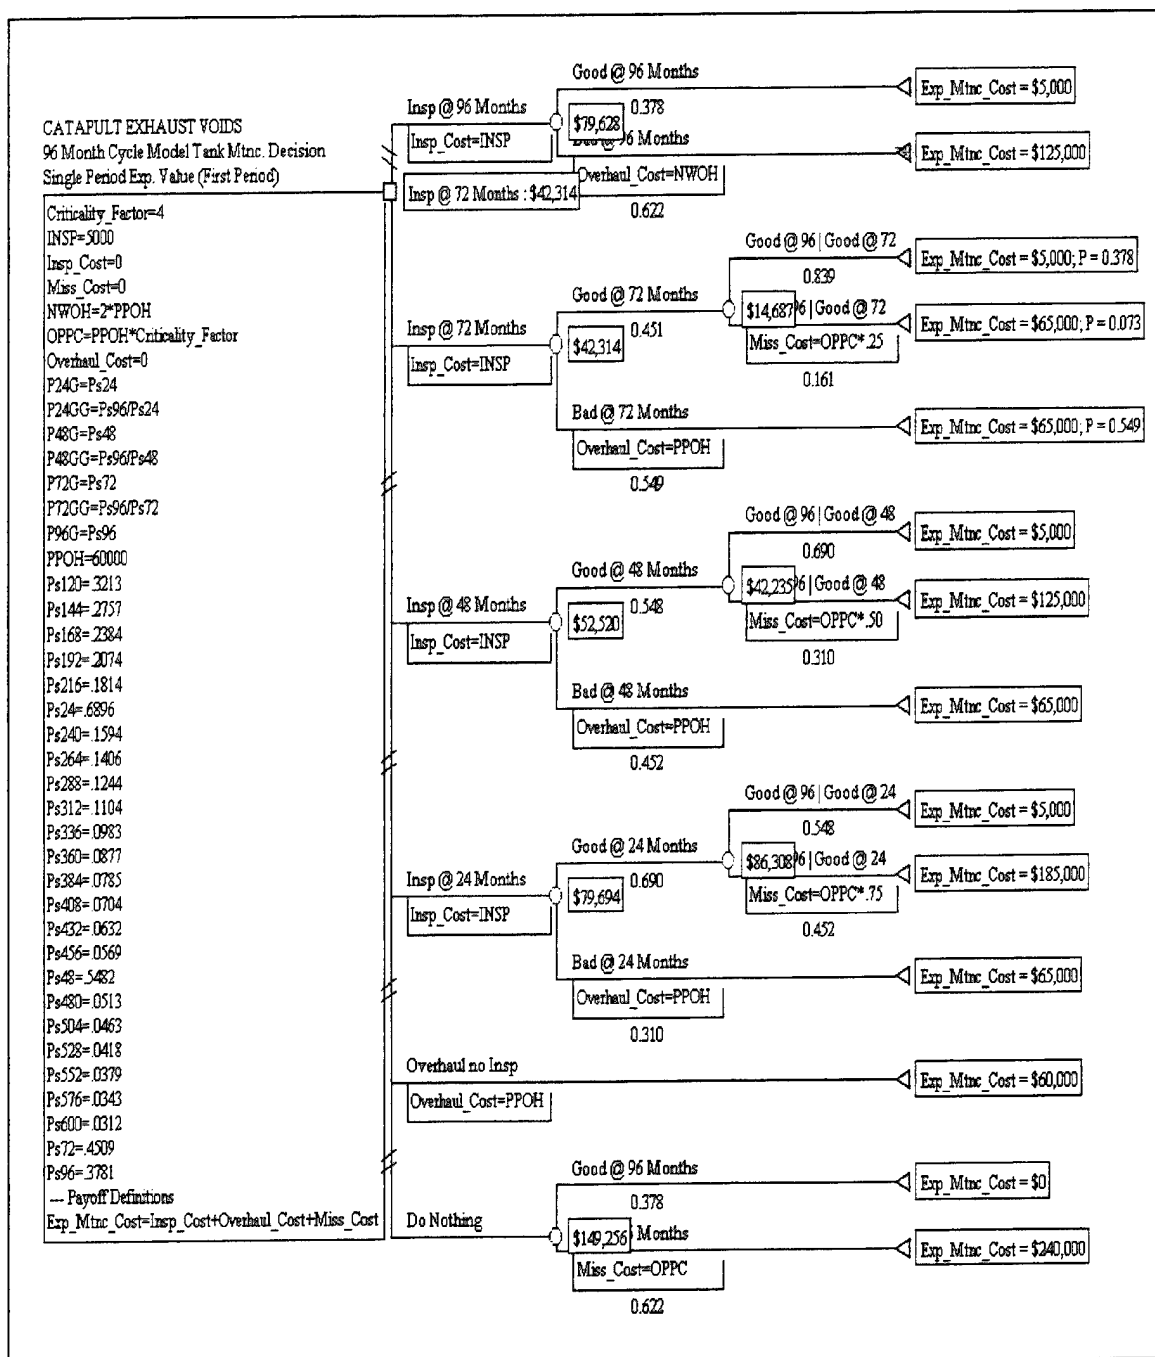 CATAPULT EXHAUST VOIDS
96 Month Cycle Model Tank Mtnc. Decision
Single Period Exp. Value (First Period)
Criticality_Factor=4
INSP=5000
Insp_Cost=0
Miss_Cost=0
NWOH=2*PPOH
OPPC=PPOH*Criticality_Factor
Overhaul_Cost=0
P24G=Ps24
P24GG=Ps96/Ps24
P48G=Ps48
P48GG=Ps96/Ps48
P72G=Ps72
P72GG=Ps96/Ps72
P96G=Ps96
PPOH=60000
Ps120=.3213
Ps144=.2757
Ps168=.2384
Ps192=.2074
Ps216=.1814
Ps24=.6896
Ps240=.1594
Ps264=.1406
Ps288=.1244
Ps312=.1104
Ps336=.0983
Ps360=.0877
Ps384=.0785
Ps408=.0704
Ps432=.0632
Ps456=.0569
Ps48=.5482
Ps480=.0513
Ps504=.0463
Ps528=.0418
Ps552=.0379
Ps576=.0343
Ps600=.0312
Ps72=.4509
Ps96=.3781
--- Payoff Definitions
Exp_Mtnc_Cost=Insp_Cost+Overhaul_Cost+Miss_Cost
Insp @ 96 Months
Insp_Cost=INSP
$79,628
Good @ 96 Months
0.378
Exp_Mtnc_Cost = $5,000
96 Months
Overhaul_Cost=NWOH
0.622
Exp_Mtnc_Cost = $125,000
Insp @ 72 Months : $42,314
Insp @ 72 Months
Insp_Cost=INSP
$42,314
Good @ 72 Months
0.451
$14,687
Good @ 96 | Good @ 72
0.839
Exp_Mtnc_Cost = $5,000; P = 0.378
6 | Good @ 72
Miss_Cost=OPPC*.25
0.161
Exp_Mtnc_Cost = $65,000; P = 0.073
Bad @ 72 Months
Overhaul_Cost=PPOH
0.549
Exp_Mtnc_Cost = $65,000; P = 0.549
Insp @ 48 Months
Insp_Cost=INSP
$52,520
Good @ 48 Months
0.548
$42,235
Good @ 96 | Good @ 48
0.690
Exp_Mtnc_Cost = $5,000
6 | Good @ 48
Miss_Cost=OPPC*.50
0.310
Exp_Mtnc_Cost = $125,000
Bad @ 48 Months
Overhaul_Cost=PPOH
0.452
Exp_Mtnc_Cost = $65,000
Insp @ 24 Months
Insp_Cost=INSP
$79,694
Good @ 24 Months
0.690
$86,308
Good @ 96 | Good @ 24
0.548
Exp_Mtnc_Cost = $5,000
6 | Good @ 24
Miss_Cost=OPPC*.75
0.452
Exp_Mtnc_Cost = $185,000
Bad @ 24 Months
Overhaul_Cost=PPOH
0.310
Exp_Mtnc_Cost = $65,000
Overhaul no Insp
Overhaul_Cost=PPOH
Exp_Mtnc_Cost = $60,000
Do Nothing
$149,256
Good @ 96 Months
0.378
Exp_Mtnc_Cost = $0
Months
Miss_Cost=OPPC
0.622
Exp_Mtnc_Cost = $240,000